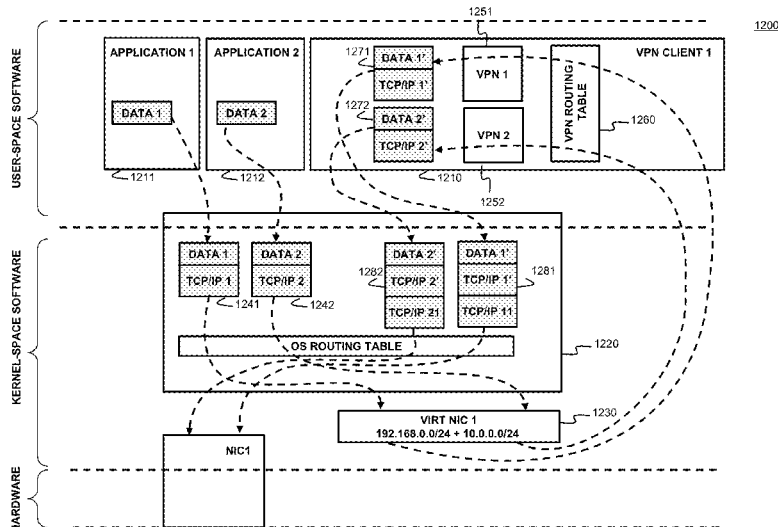 1251
1200
APPLICATION 1
APPLICATION 2
VPN CLIENT 1
1271
DATA 1'
TCP/IP 1'
VPN 1
VPN ROUTING TABLE
DATA 1
DATA 2
1272
DATA 2'
TCP/IP 2'
VPN 2
1260
1211
1212
1210
1252
USER-SPACE SOFTWARE
DATA 1
TCP/IP 1
DATA 2
TCP/IP 2
1282
DATA 2'
TCP/IP 2'
TCP/IP 21
DATA 1'
TCP/IP 1'
TCP/IP 11
1281
1241
1242
OS ROUTING TABLE
1220
KERNEL-SPACE SOFTWARE
VIRT NIC 1
192.168.0.0/24 + 10.0.0.0/24
1230
NIC1
HARDWARE